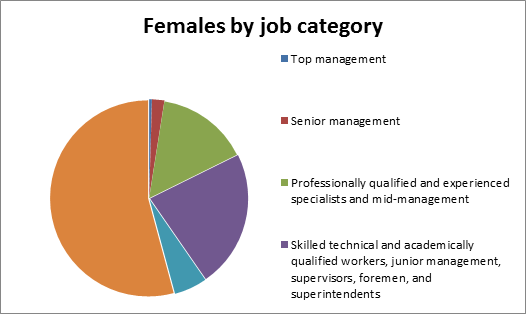 Females by job category
Top management
Senior management
Professionally qualified and experienced
specialists and mid-management
Skilled technical and academically
qualified workers, junior management,
supervisors, foremen, and
superintendents